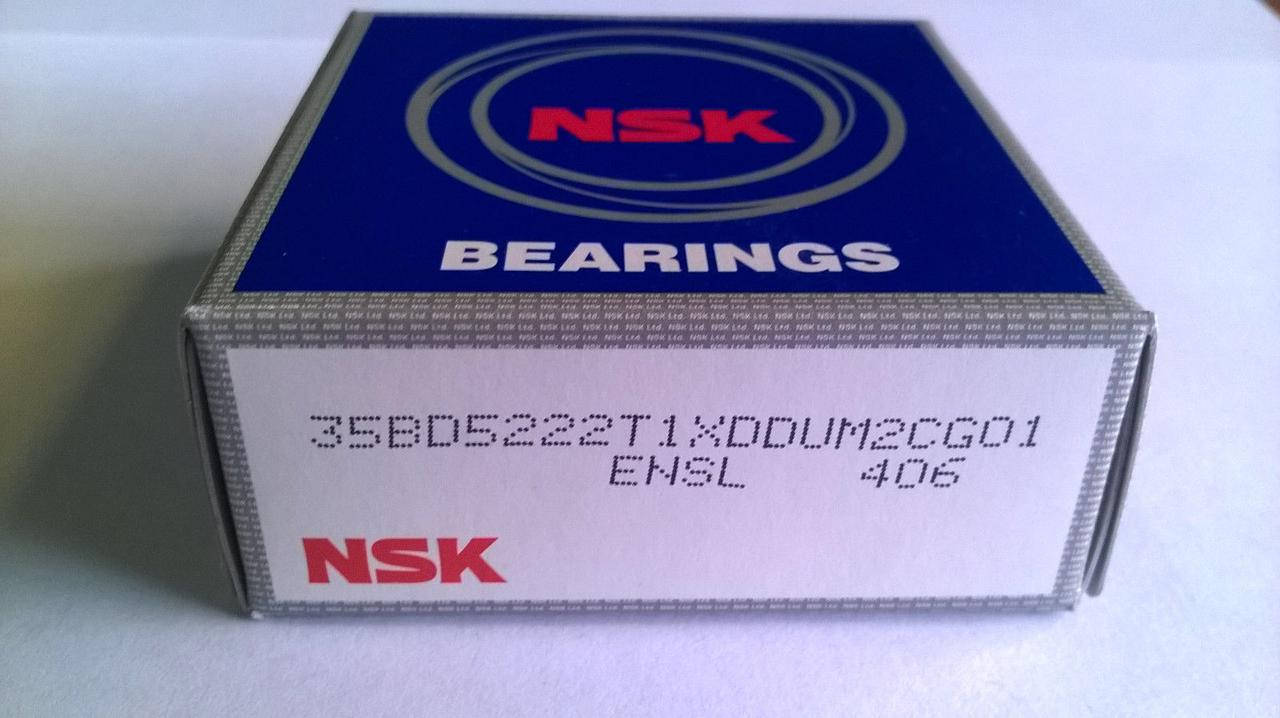 NSK
BEARINGS
35BD5222T1XDDUM2CG01
ENSL 406
NSK